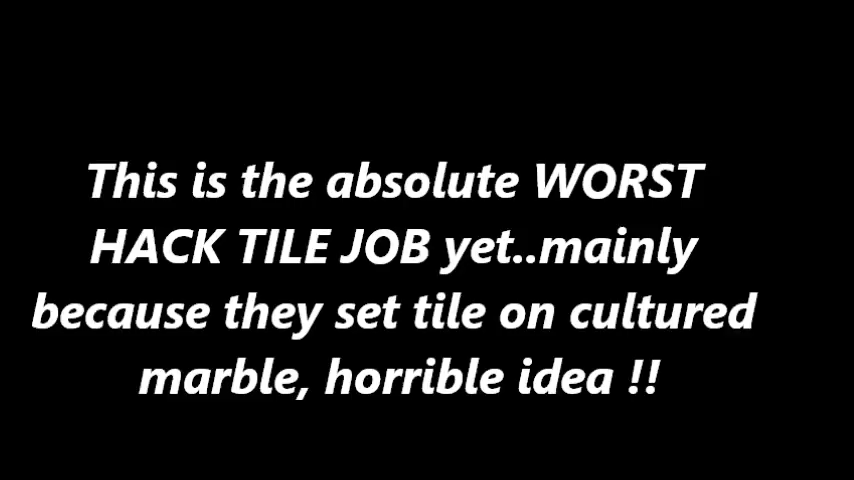 This is the absolute WORST
HACK TILE JOB yet..mainly
because they set tile on cultured
marble, horrible idea !!